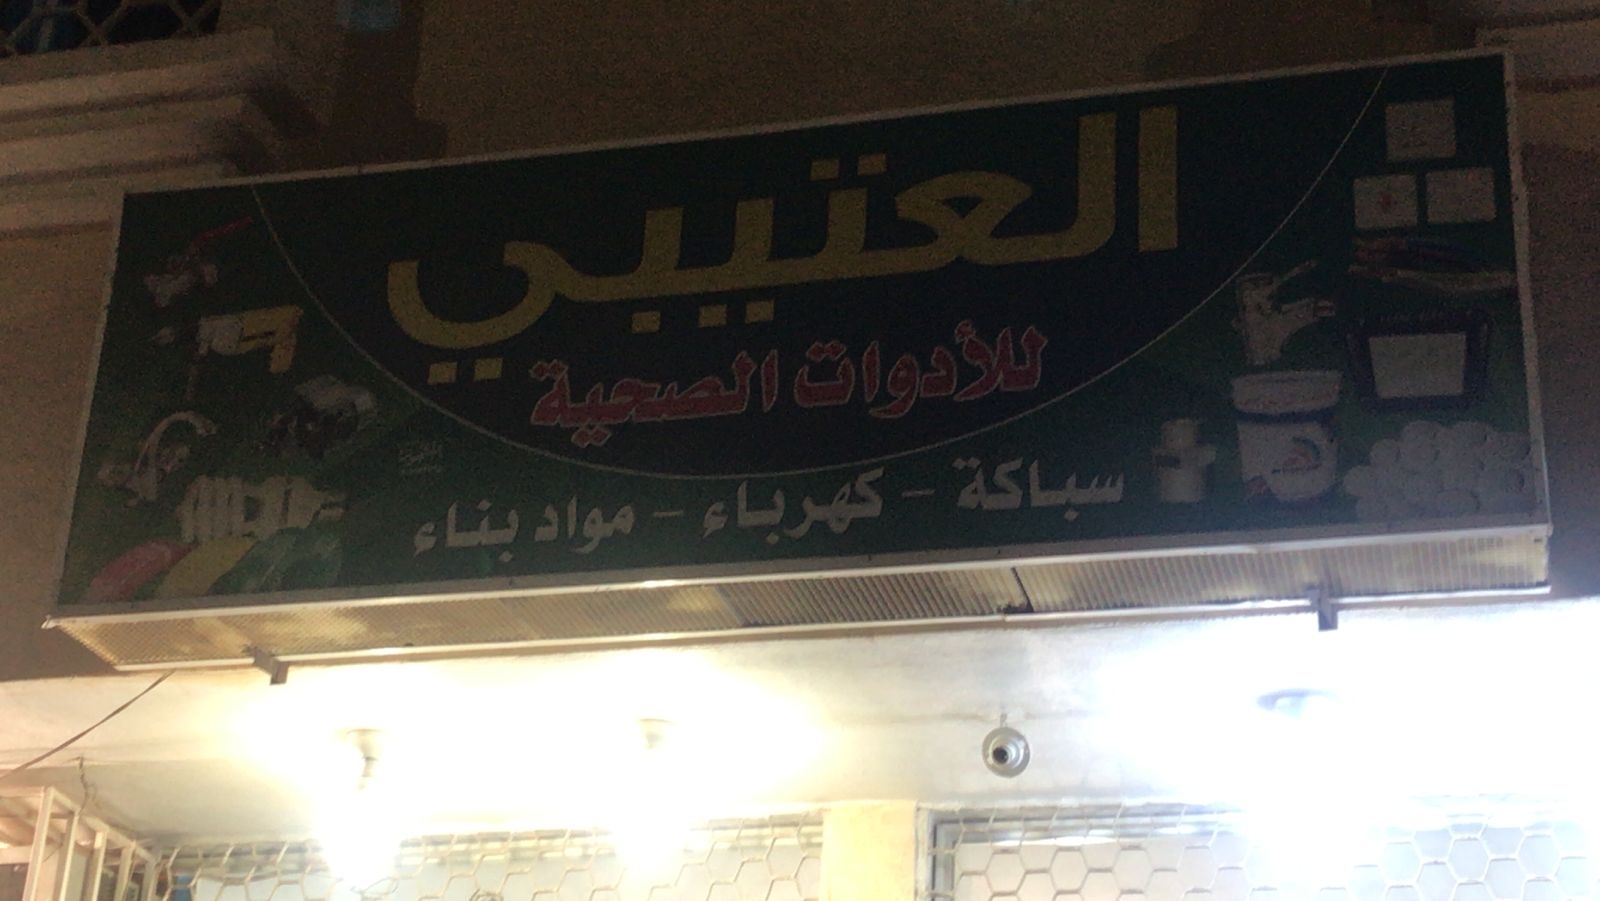 العتيبي
للأدوات الصحية
سباكة - كهرباء - مواد بناء